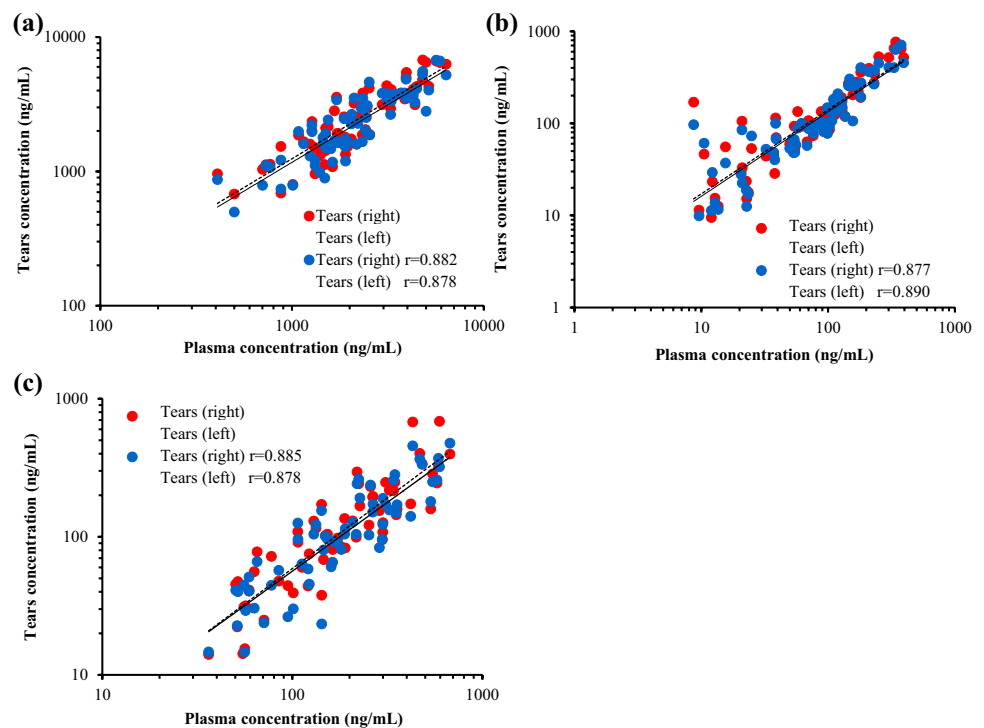 (a)
10000
1000
100
100
1000
10000
Tears concentration (ng/mL)
Plasma concentration (ng/mL)
Tears (right)
Tears (left)
Tears (right) r=0.882
Tears (left) r=0.878
(b)
1000
100
10
1
1
10
100
1000
Tears concentration (ng/mL)
Plasma concentration (ng/mL)
Tears (right)
Tears (left)
Tears (right) r=0.877
Tears (left) r=0.890
(c)
1000
100
10
10
100
1000
Tears concentration (ng/mL)
Plasma concentration (ng/mL)
Tears (right)
Tears (left)
Tears (right) r=0.885
Tears (left) r=0.878